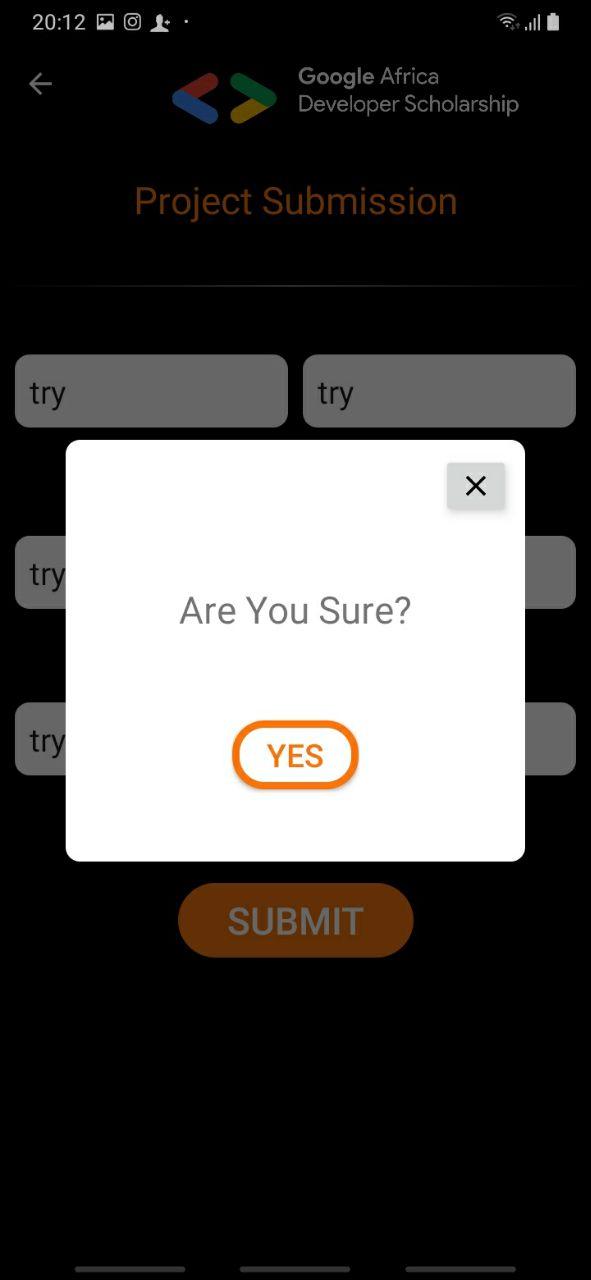 20:12
Google Africa
Developer Scholarship
Project Submission
try try
try
Are You Sure?
try
YES
SUBMIT